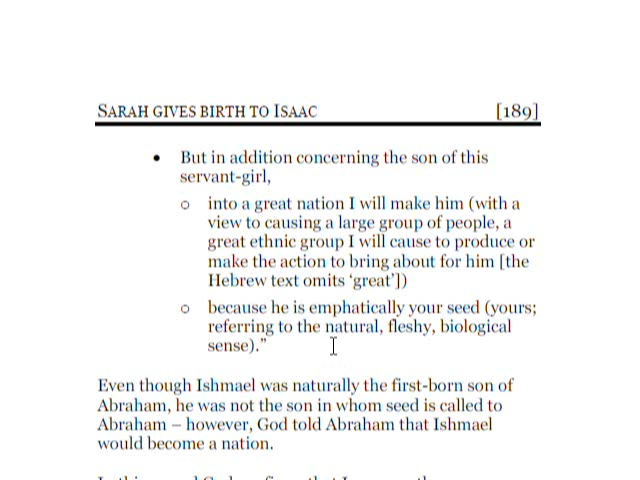 SARAH GIVES BIRTH TO ISAAC [189]
• But in addition concerning the son of this
servant-girl,
o into a great nation I will make him (with a
view to causing a large group of people, a
great ethnic group I will cause to produce or
make the action to bring about for him [the
Hebrew text omits ‘great’])
o because he is emphatically your seed (yours;
referring to the natural, fleshy, biological
sense).”
Even though Ishmael was naturally the first-born son of
Abraham, he was not the son in whom seed is called to
Abraham – however, God told Abraham that Ishmael
would become a nation.